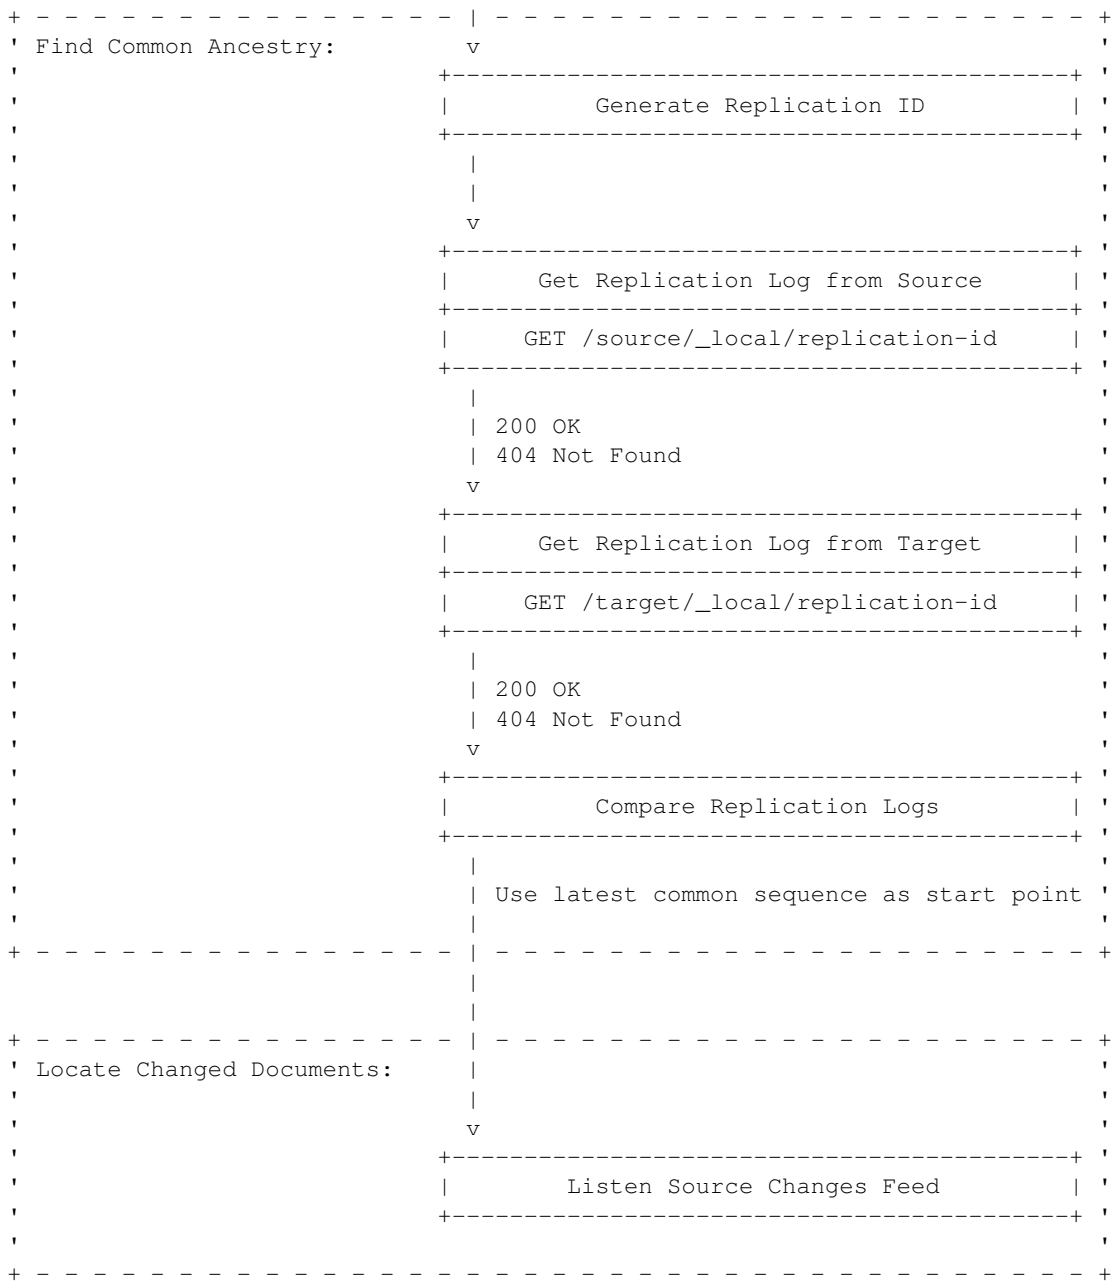 Find Common Ancestry:
Generate Replication ID
Get Replication Log from Source
GET /source/_local/replication-id
200 OK
404 Not Found
Get Replication Log from Target
GET /target/_local/replication-id
200 OK
404 Not Found
Compare Replication Logs
Use latest common sequence as start point
Locate Changed Documents:
Listen Source Changes Feed